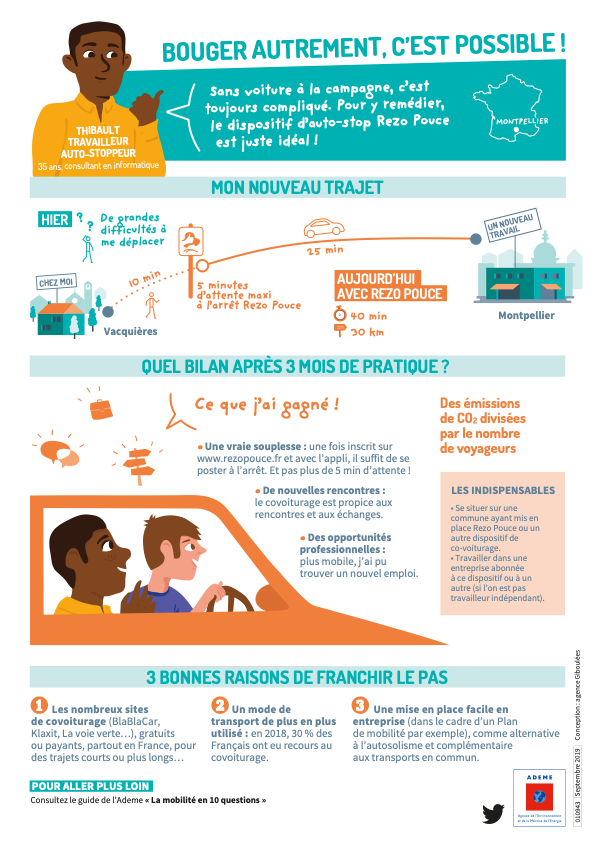 BOUGER AUTREMENT, C'EST POSSIBLE !
Sans voiture à la campagne, c'est
toujours compliqué. Pour y remédier,
le dispositif d'auto-stop Rezo Pouce
est juste idéal !
MONTPELLIER
THIBAULT
TRAVAILLEUR
AUTO-STOPPEUR
35 ans, consultant en informatique
MON NOUVEAU TRAJET
HIER
? ?
De grandes
difficultés à
me déplacer
CHEZ MOI
Vacquières
10 min
5 minutes
d'attente maxi
à l'arrêt Rezo Pouce
25 min
AUJOURD'HUI
AVEC REZO POUCE
40 min
30 km
UN NOUVEAU
TRAVAIL
Montpellier
QUEL BILAN APRÈS 3 MOIS DE PRATIQUE ?
Ce que j'ai gagné !
• Une vraie souplesse : une fois inscrit sur
www.rezopouce.fr et avec l'appli, il suffit de se
poster à l'arrêt. Et pas plus de 5 min d'attente !
• De nouvelles rencontres :
le covoiturage est propice aux
rencontres et aux échanges.
• Des opportunités
professionnelles :
plus mobile, j'ai pu
trouver un nouvel emploi.
Des émissions
de CO2 divisées
par le nombre
de voyageurs
LES INDISPENSABLES
• Se situer sur une
commune ayant mis en
place Rezo Pouce ou un
autre dispositif de
co-voiturage.
• Travailler dans une
entreprise abonnée
à ce dispositif ou à un
autre (si l'on est pas
travailleur indépendant).
3 BONNES RAISONS DE FRANCHIR LE PAS
1 Les nombreux sites
de covoiturage (BlaBlaCar,
Klaxit, La voie verte...), gratuits
ou payants, partout en France, pour
des trajets courts ou plus longs...
2 Un mode de
transport de plus en plus
utilisé : en 2018, 30 % des
Français ont eu recours au
covoiturage.
3 Une mise en place facile en
entreprise (dans le cadre d'un Plan
de mobilité par exemple), comme alternative
à l'autosolisme et complémentaire
aux transports en commun.
POUR ALLER PLUS LOIN
Consultez le guide de l'Ademe « La mobilité en 10 questions »
ADEME
Agence de l'Environnement
et de la Maîtrise de l'Energie
010943 | Septembre 2019 | Conception : agence Giboulées